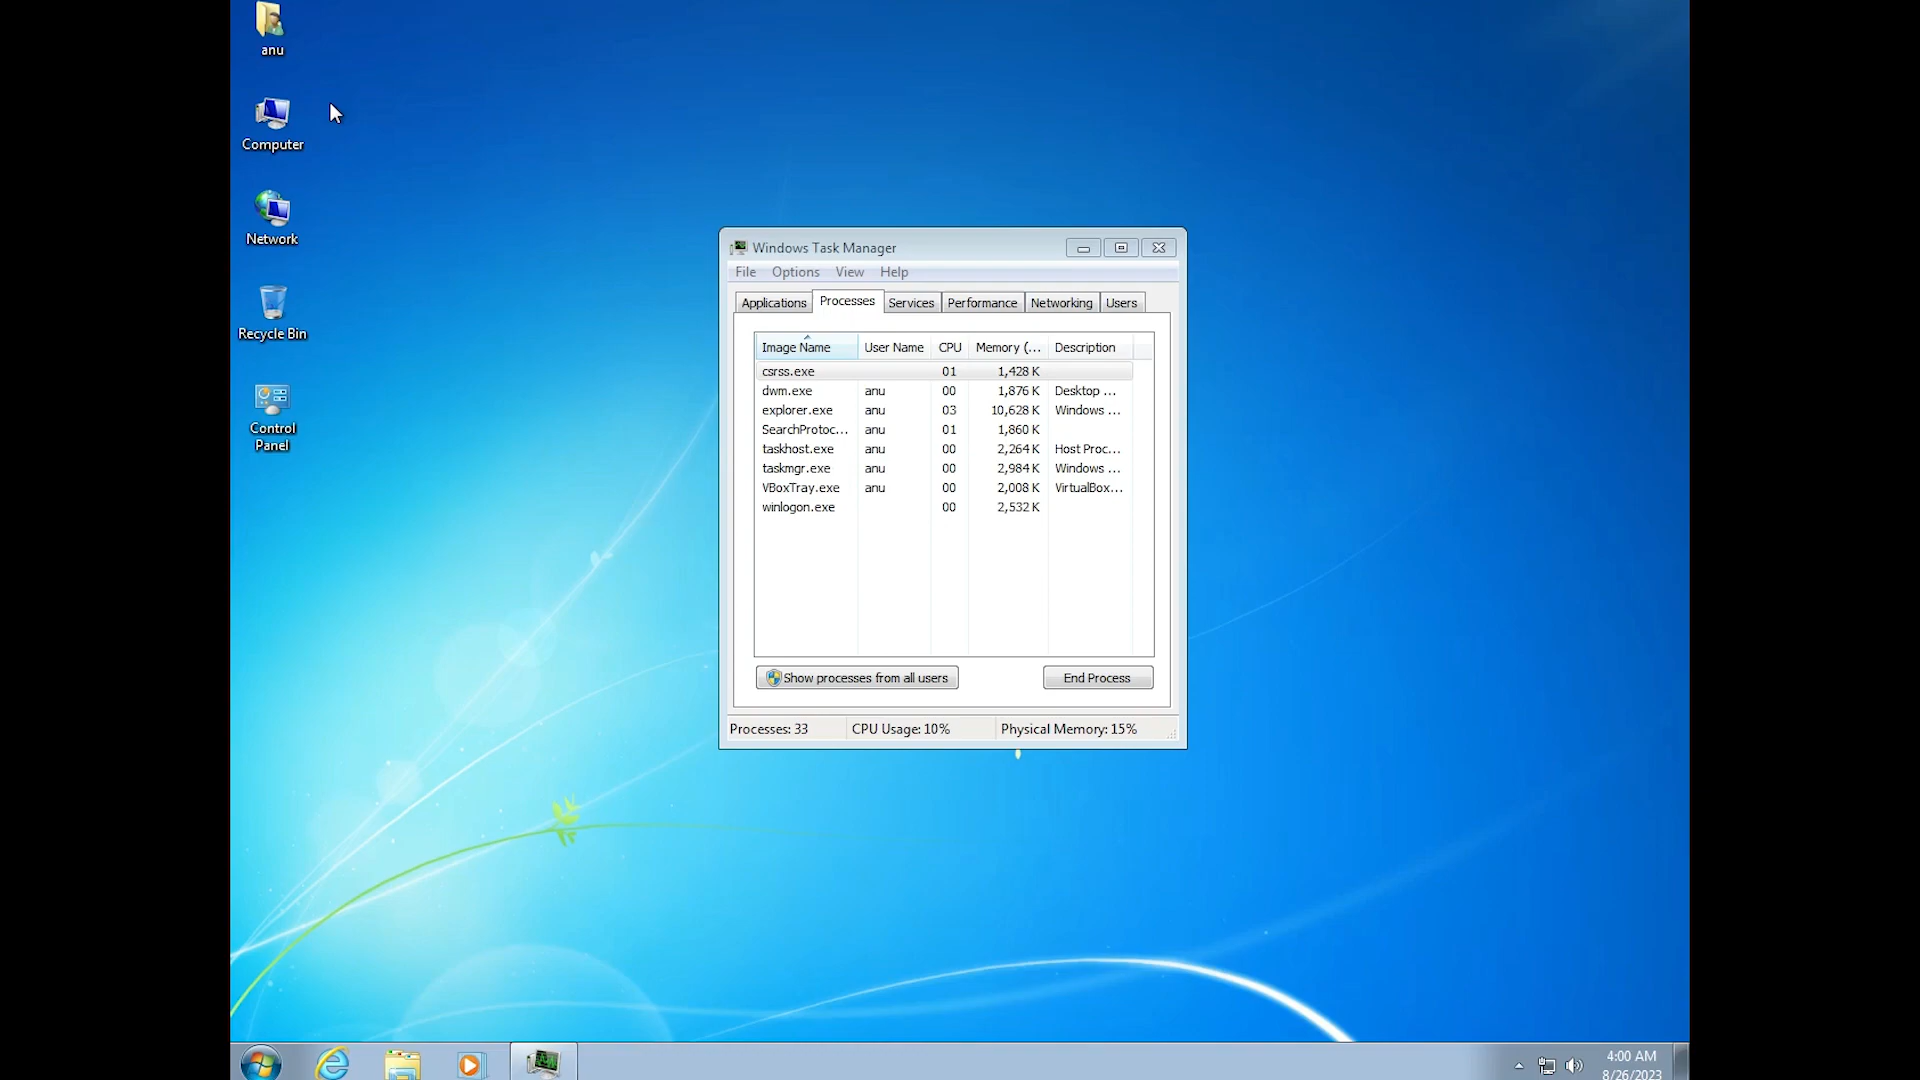 anu
Computer
Network
Recycle Bin
Control
Panel
Windows Task Manager
File Options View Help
Applications Processes Services Performance Networking Users
Image Name User Name CPU Memory (... Description
csrss.exe 01 1,428 K
dwm.exe anu 00 1,876 K Desktop ...
explorer.exe anu 03 10,628 K Windows ...
SearchProtoc... anu 01 1,860 K
taskhost.exe anu 00 2,264 K Host Proc...
taskmgr.exe anu 00 2,984 K Windows ...
VBoxTray.exe anu 00 2,008 K VirtualBox...
winlogon.exe 00 2,532 K
Show processes from all users End Process
Processes: 33 CPU Usage: 10% Physical Memory: 15%
4:00 AM
8/26/2023